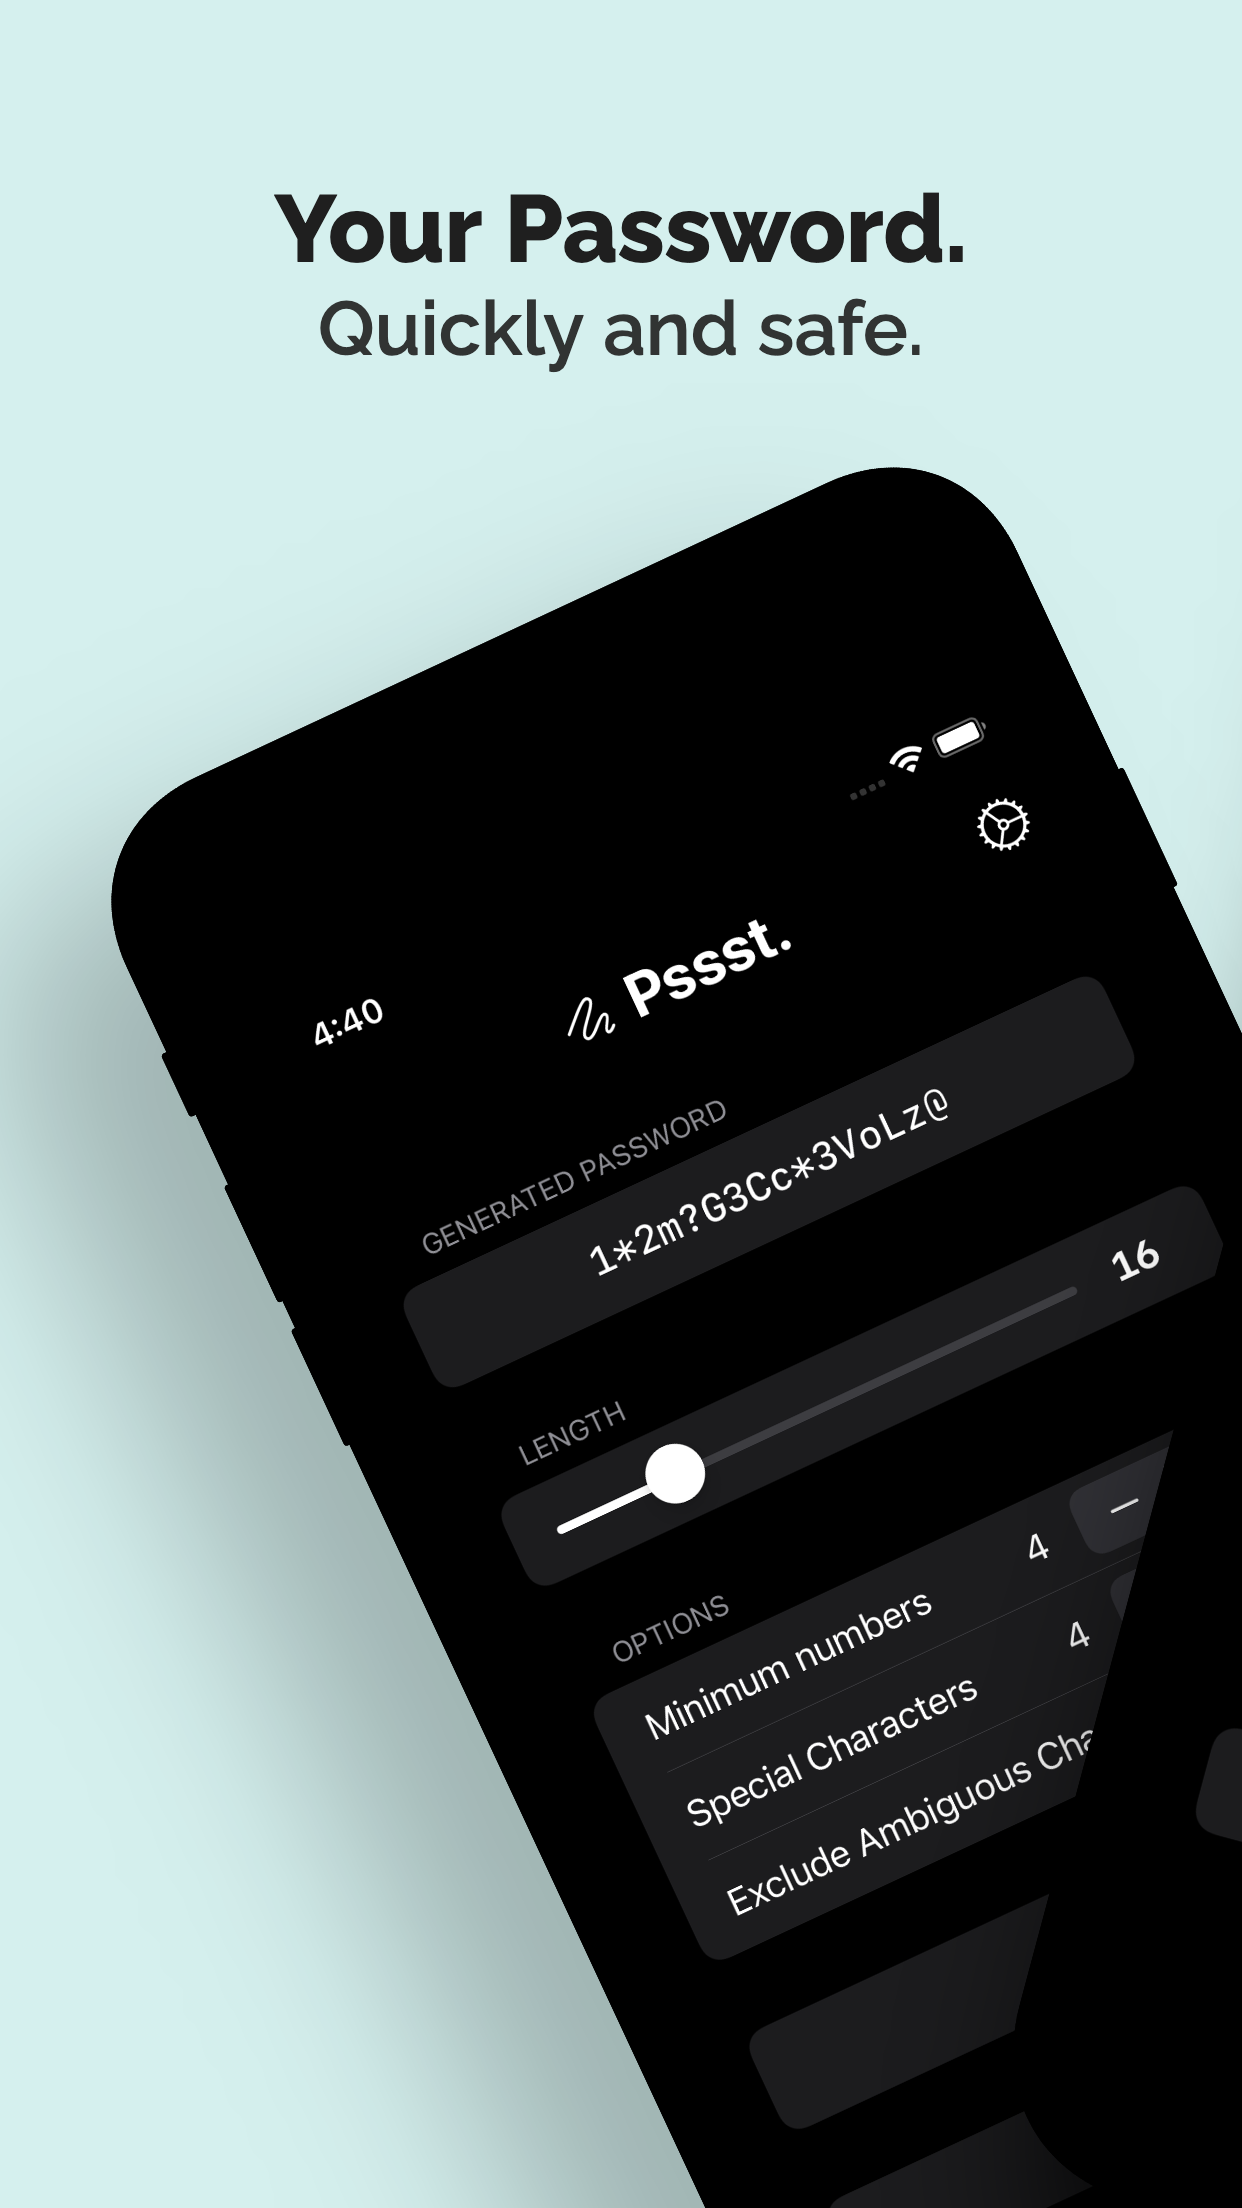 Your Password.
Quickly and safe.
4:40
Pssst.
GENERATED PASSWORD
1*2m?G3Cc*3VoLz@
LENGTH
16
OPTIONS
Minimum numbers 4 −
Special Characters 4
Exclude Ambiguous Cha